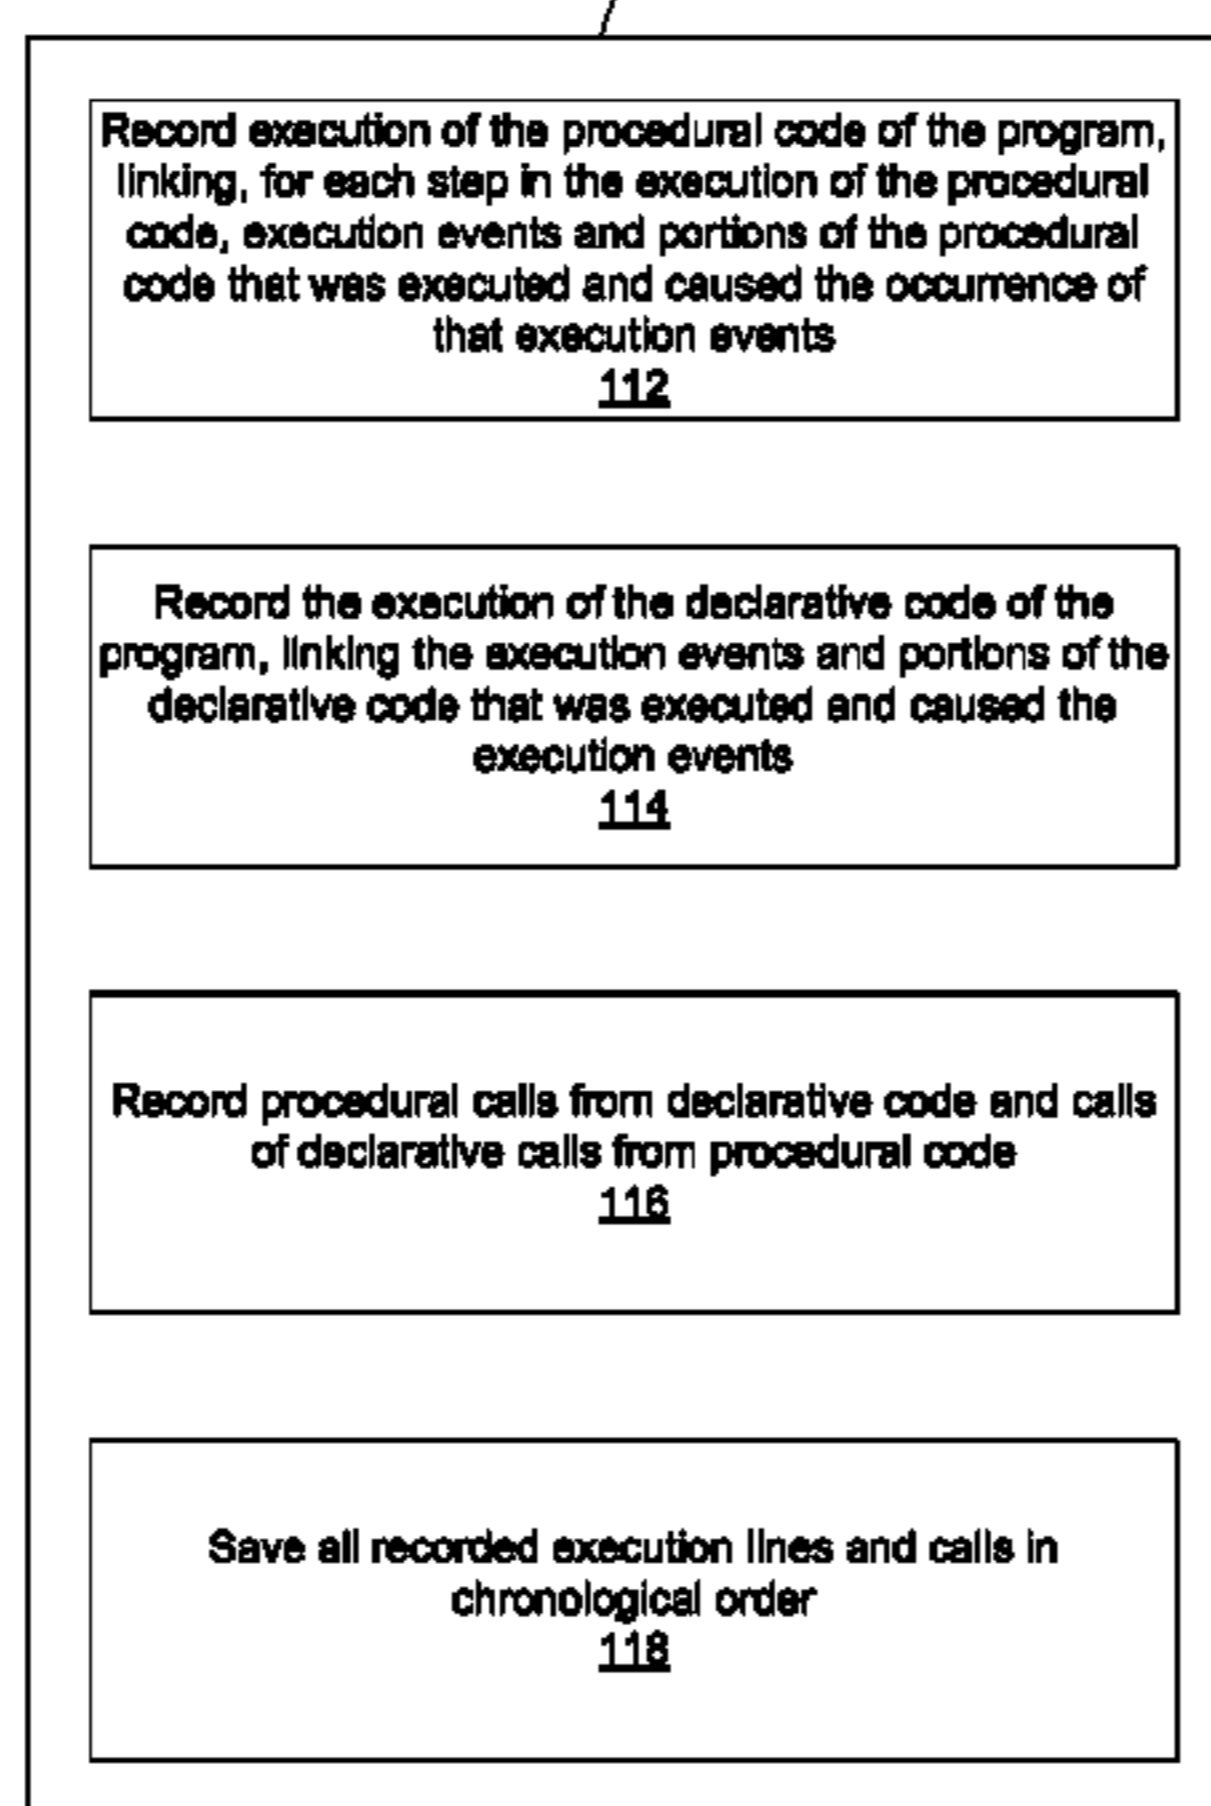 Record execution of the procedural code of the program,
linking, for each step in the execution of the procedural
code, execution events and portions of the procedural
code that was executed and caused the occurrence of
that execution events
112
Record the execution of the declarative code of the
program, linking the execution events and portions of the
declarative code that was executed and caused the
execution events
114
Record procedural calls from declarative code and calls
of declarative calls from procedural code
116
Save all recorded execution lines and calls in
chronological order
118